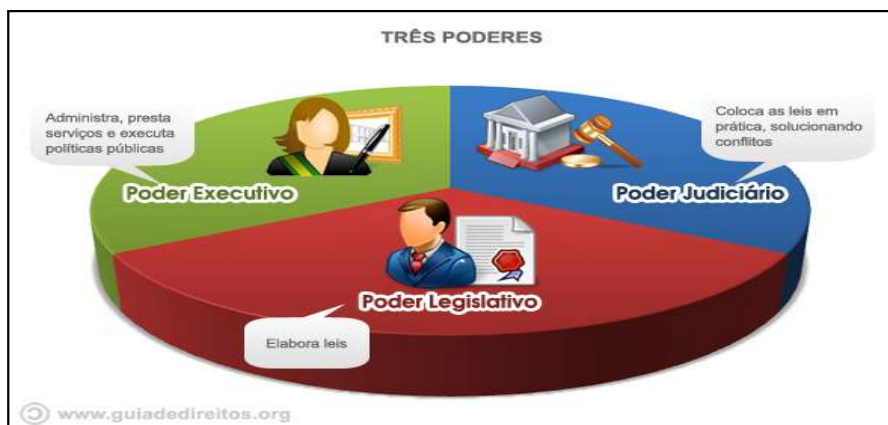 TRÊS PODERES
Administra, presta
serviços e executa
políticas públicas
Poder Executivo
Coloca as leis em
prática, solucionando
conflitos
Poder Judiciário
Poder Legislativo
Elabora leis
© www.guiadedireitos.org